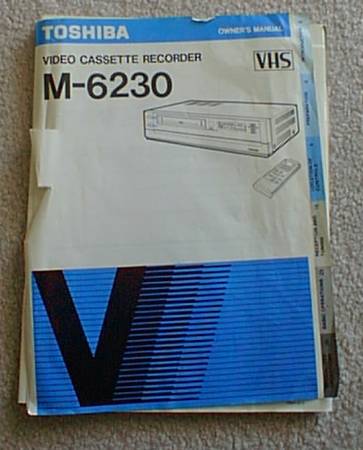 TOSHIBA
OWNER'S MANUAL
VIDEO CASSETTE RECORDER
VHS
M-6230
V